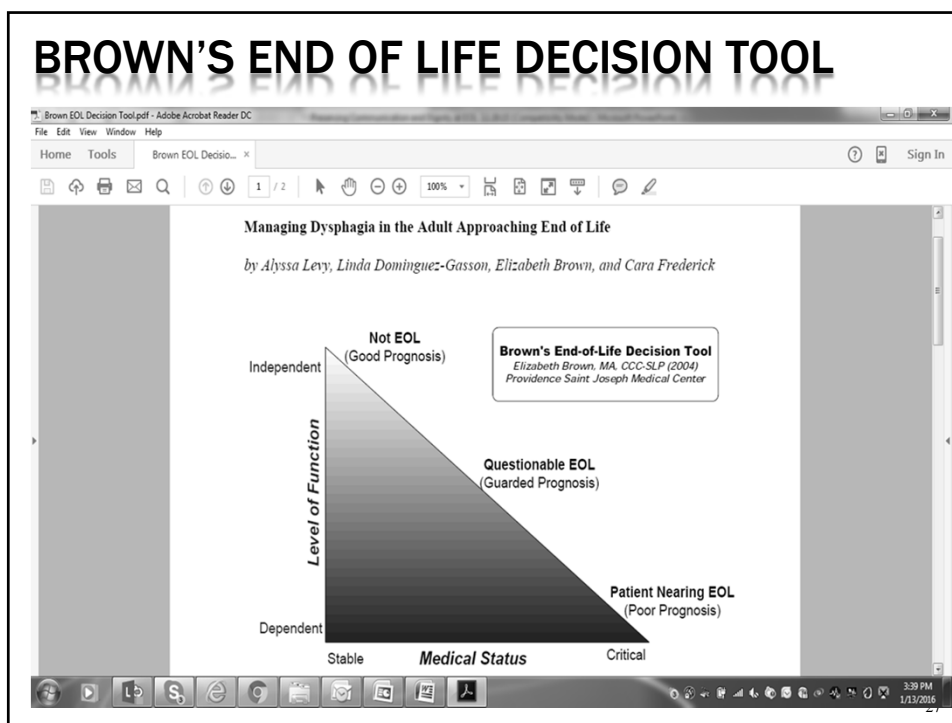 BROWN'S END OF LIFE DECISION TOOL
Brown EOL Decision Tool.pdf - Adobe Acrobat Reader DC
File Edit View Window Help
Home Tools Brown EOL Decisio... × Sign In
1 / 2 100%
Managing Dysphagia in the Adult Approaching End of Life
by Alyssa Levy, Linda Dominguez-Gasson, Elizabeth Brown, and Cara Frederick
Not EOL
(Good Prognosis)
Independent
Brown's End-of-Life Decision Tool
Elizabeth Brown, MA, CCC-SLP (2004)
Providence Saint Joseph Medical Center
Level of Function
Questionable EOL
(Guarded Prognosis)
Patient Nearing EOL
(Poor Prognosis)
Dependent
Stable Medical Status Critical
3:39 PM
1/13/2016